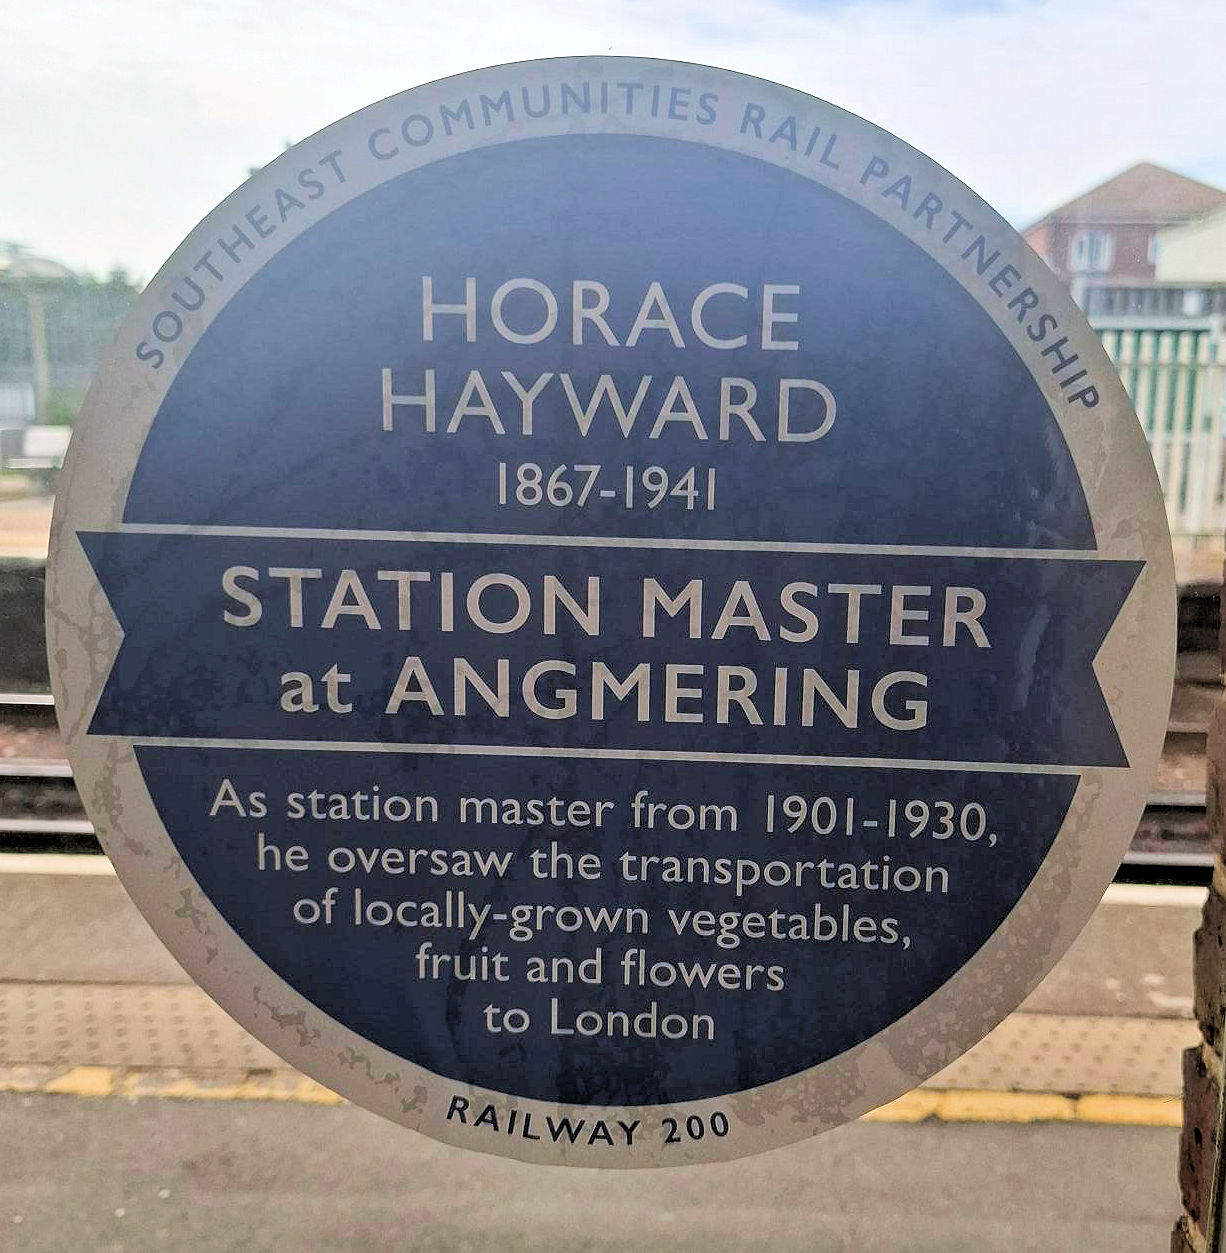 SOUTHEAST COMMUNITIES RAIL PARTNERSHIP
HORACE
HAYWARD
1867-1941
STATION MASTER
at ANGMERING
As station master from 1901-1930,
he oversaw the transportation
of locally-grown vegetables,
fruit and flowers
to London
RAILWAY 200